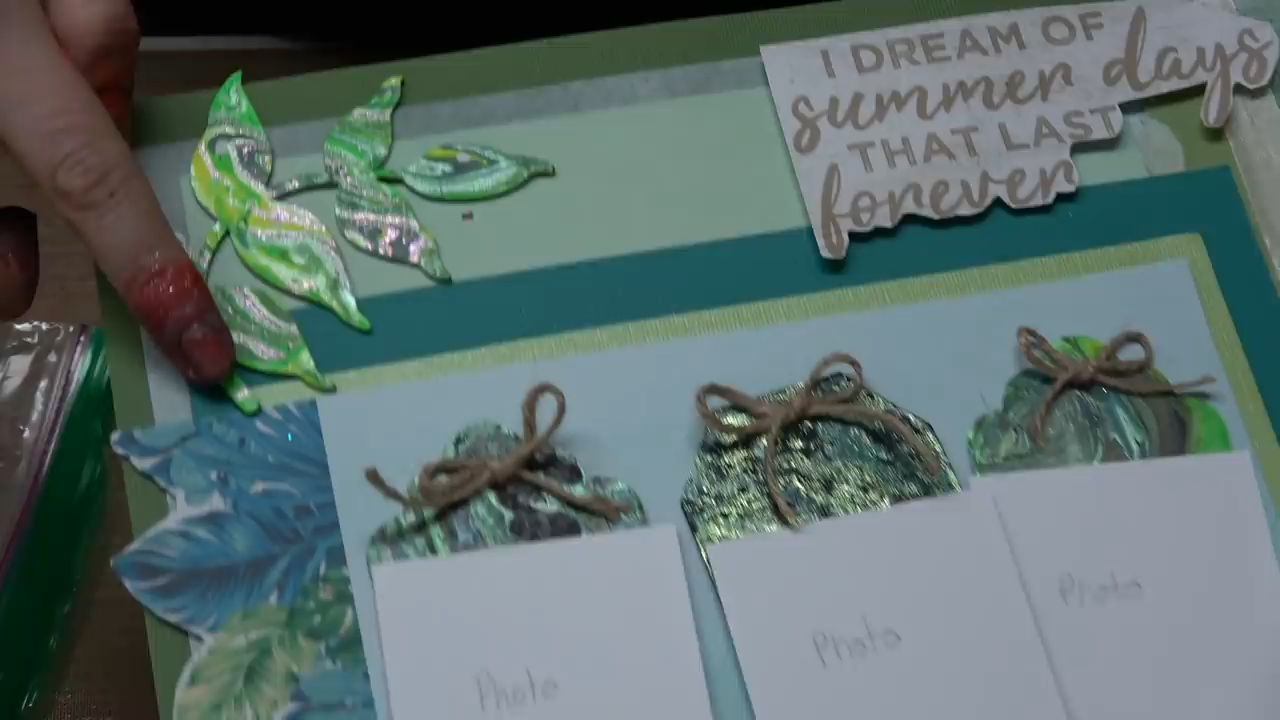 I DREAM OF
summer days
THAT LAST
forever
Photo
Photo
Photo